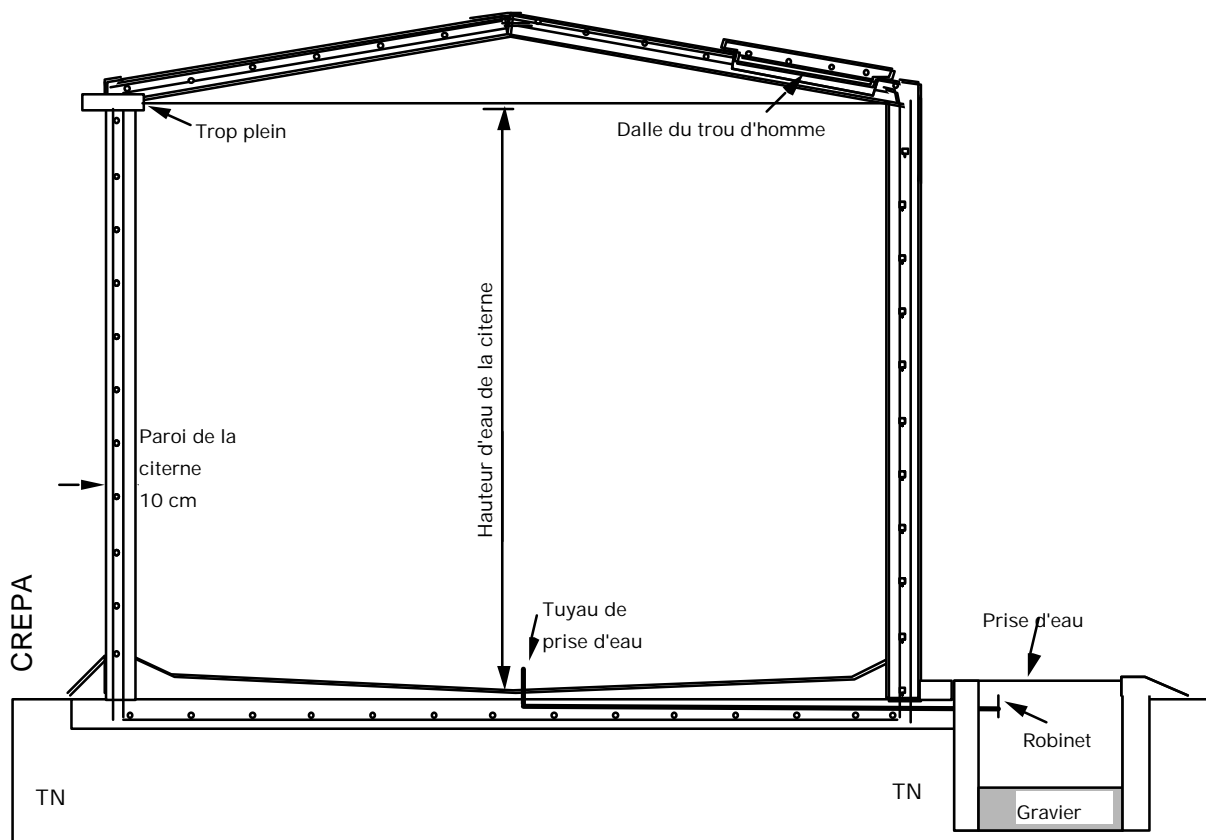 Trop plein
Dalle du trou d'homme
Hauteur d'eau de la citerne
Paroi de la
citerne
10 cm
CREPA
Tuyau de
prise d'eau
Prise d'eau
Robinet
TN
TN
Gravier